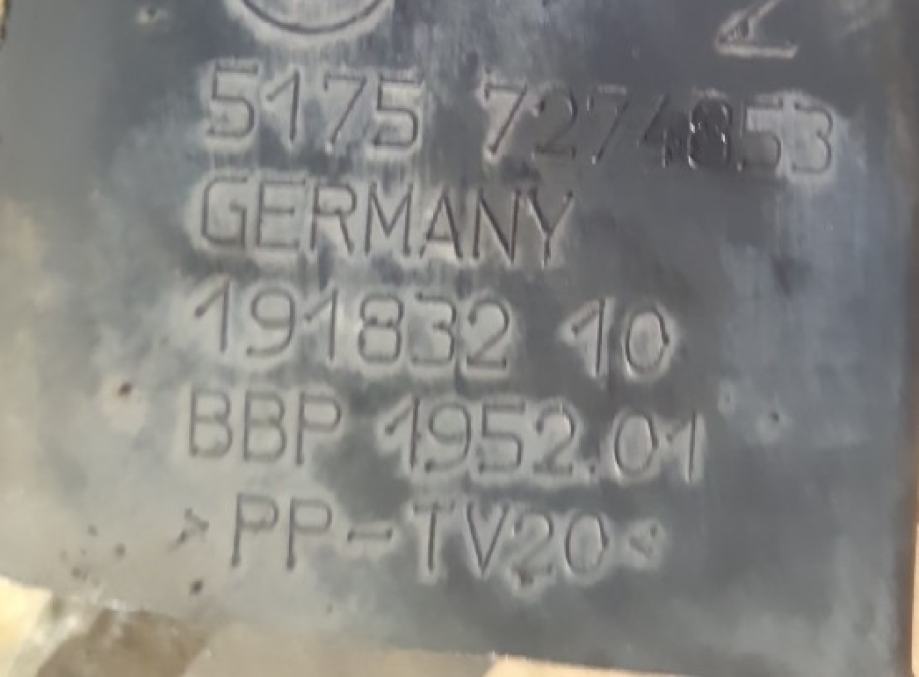 5175 7274853
GERMANY
191832 10
BBP 1952.01
>PP-TV20<